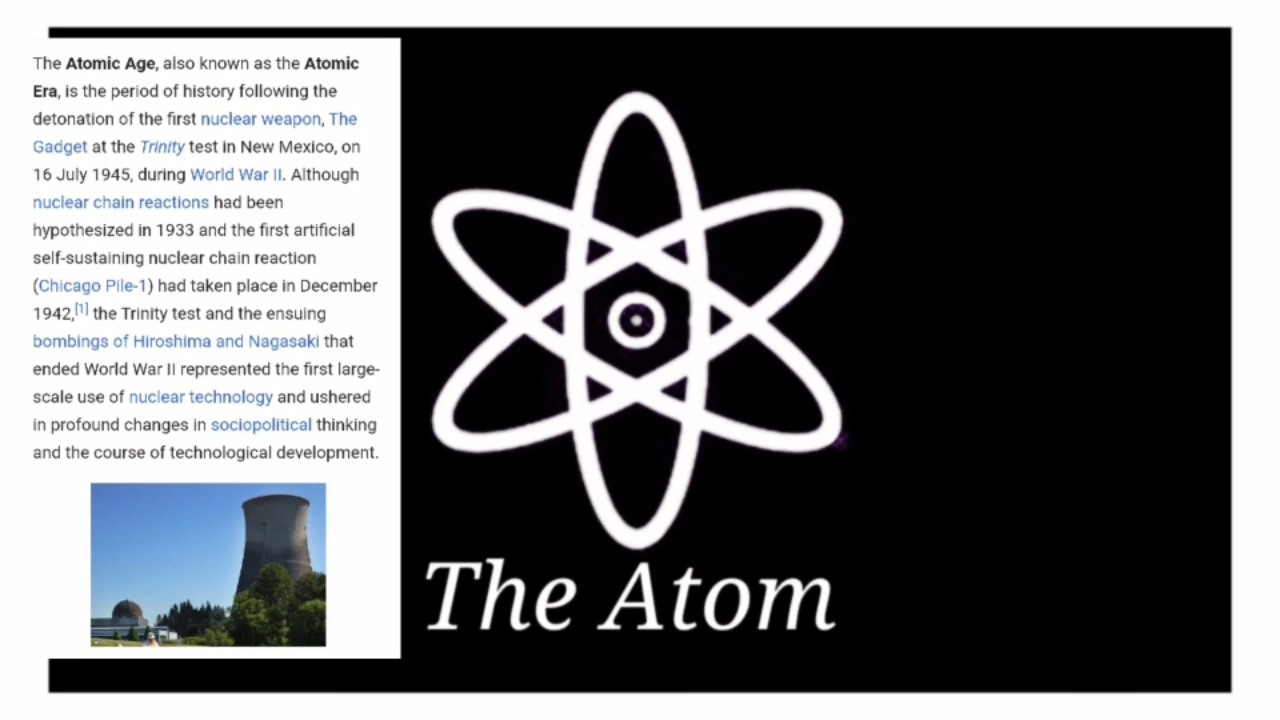 The Atomic Age, also known as the Atomic
Era, is the period of history following the
detonation of the first nuclear weapon, The
Gadget at the Trinity test in New Mexico, on
16 July 1945, during World War II. Although
nuclear chain reactions had been
hypothesized in 1933 and the first artificial
self-sustaining nuclear chain reaction
(Chicago Pile-1) had taken place in December
1942,[1] the Trinity test and the ensuing
bombings of Hiroshima and Nagasaki that
ended World War II represented the first large-
scale use of nuclear technology and ushered
in profound changes in sociopolitical thinking
and the course of technological development.
The Atom